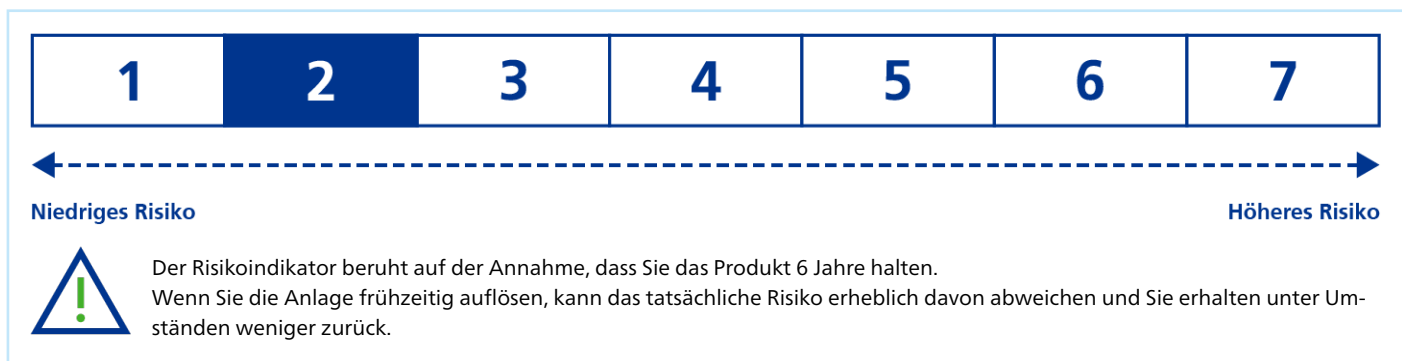 1 2 3 4 5 6 7
Niedriges Risiko Höheres Risiko
Der Risikoindikator beruht auf der Annahme, dass Sie das Produkt 6 Jahre halten.
Wenn Sie die Anlage frühzeitig auflösen, kann das tatsächliche Risiko erheblich davon abweichen und Sie erhalten unter Um-
ständen weniger zurück.